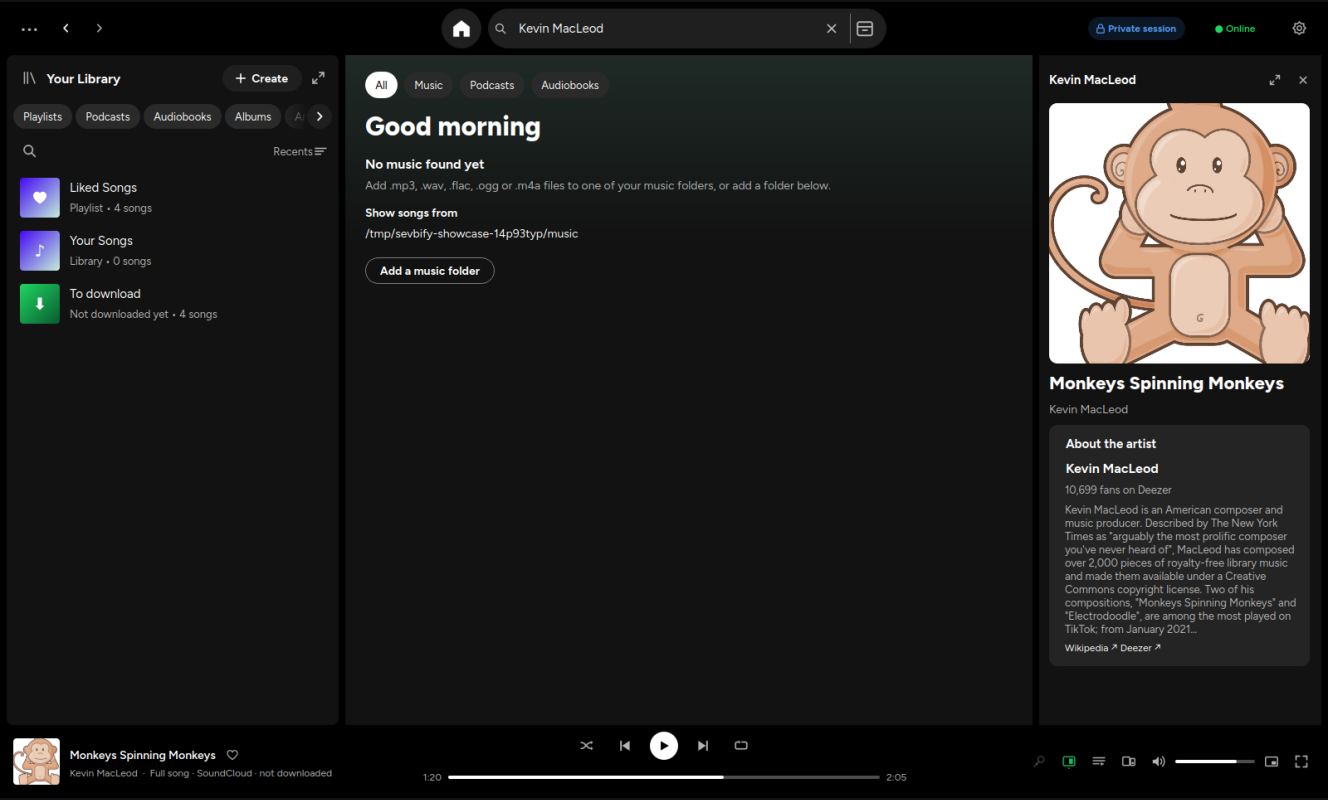 Kevin MacLeod
Private session
Online
Your Library
Create
Playlists
Podcasts
Audiobooks
Albums
Recents
Liked Songs
Playlist • 4 songs
Your Songs
Library • 0 songs
To download
Not downloaded yet • 4 songs
All
Music
Podcasts
Audiobooks
Good morning
No music found yet
Add .mp3, .wav, .flac, .ogg or .m4a files to one of your music folders, or add a folder below.
Show songs from
/tmp/sevbify-showcase-14p93typ/music
Add a music folder
Kevin MacLeod
G
Monkeys Spinning Monkeys
Kevin MacLeod
About the artist
Kevin MacLeod
10,699 fans on Deezer
Kevin MacLeod is an American composer and
music producer. Described by The New York
Times as "arguably the most prolific composer
you've never heard of", MacLeod has composed
over 2,000 pieces of royalty-free library music
and made them available under a Creative
Commons copyright license. Two of his
compositions, "Monkeys Spinning Monkeys" and
"Electrodoodle", are among the most played on
TikTok; from January 2021...
Wikipedia ↗ Deezer ↗
Monkeys Spinning Monkeys
Kevin MacLeod · Full song · SoundCloud · not downloaded
1:20
2:05